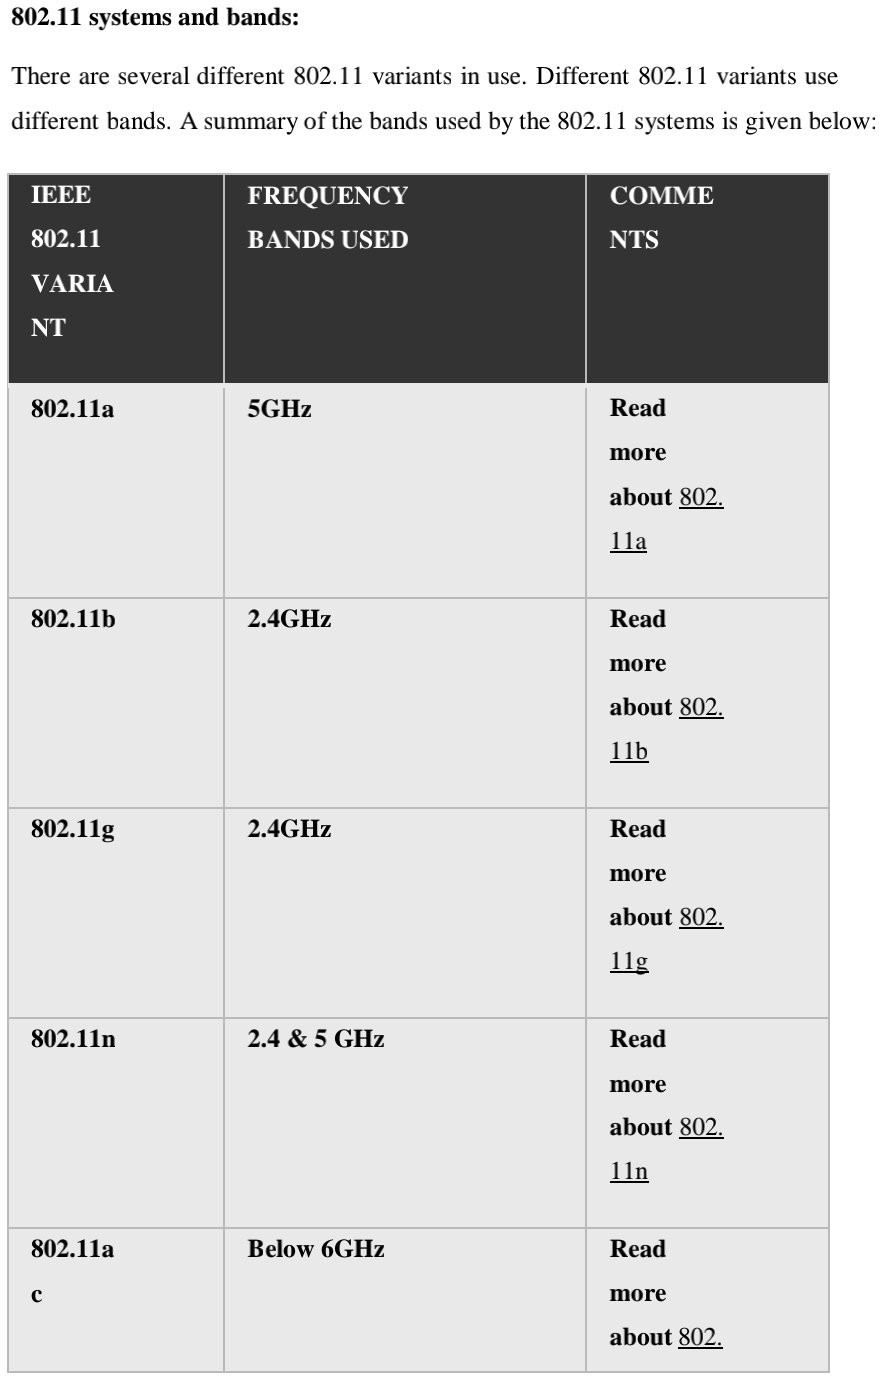 802.11 systems and bands:
There are several different 802.11 variants in use. Different 802.11 variants use
different bands. A summary of the bands used by the 802.11 systems is given below:
IEEE
802.11
VARIA
NT
FREQUENCY
BANDS USED
COMME
NTS
802.11a
5GHz
Read
more
about 802.
11a
802.11b
2.4GHz
Read
more
about 802.
11b
802.11g
2.4GHz
Read
more
about 802.
11g
802.11n
2.4 & 5 GHz
Read
more
about 802.
11n
802.11a
c
Below 6GHz
Read
more
about 802.